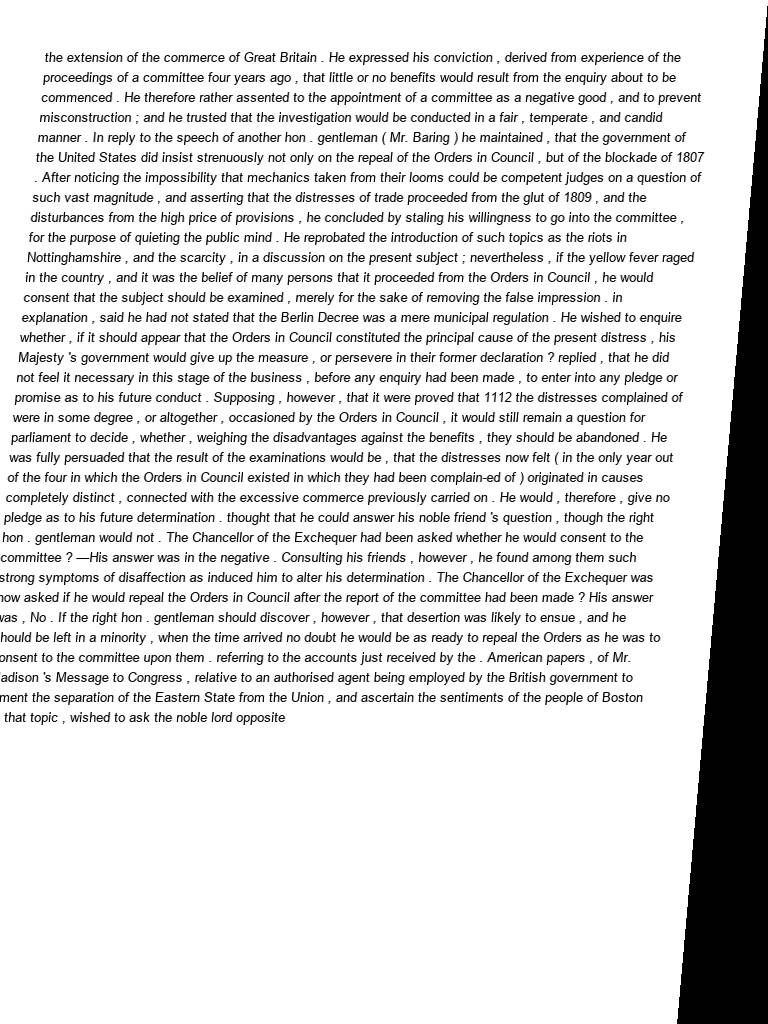 the extension of the commerce of Great Britain . He expressed his conviction , derived from experience of the
proceedings of a committee four years ago , that little or no benefits would result from the enquiry about to be
commenced . He therefore rather assented to the appointment of a committee as a negative good , and to prevent
misconstruction ; and he trusted that the investigation would be conducted in a fair , temperate , and candid
manner . In reply to the speech of another hon . gentleman ( Mr. Baring ) he maintained , that the government of
the United States did insist strenuously not only on the repeal of the Orders in Council , but of the blockade of 1807
. After noticing the impossibility that mechanics taken from their looms could be competent judges on a question of
such vast magnitude , and asserting that the distresses of trade proceeded from the glut of 1809 , and the
disturbances from the high price of provisions , he concluded by staling his willingness to go into the committee ,
for the purpose of quieting the public mind . He reprobated the introduction of such topics as the riots in
Nottinghamshire , and the scarcity , in a discussion on the present subject ; nevertheless , if the yellow fever raged
in the country , and it was the belief of many persons that it proceeded from the Orders in Council , he would
consent that the subject should be examined , merely for the sake of removing the false impression . in
explanation , said he had not stated that the Berlin Decree was a mere municipal regulation . He wished to enquire
whether , if it should appear that the Orders in Council constituted the principal cause of the present distress , his
Majesty 's government would give up the measure , or persevere in their former declaration ? replied , that he did
not feel it necessary in this stage of the business , before any enquiry had been made , to enter into any pledge or
promise as to his future conduct . Supposing , however , that it were proved that 1112 the distresses complained of
were in some degree , or altogether , occasioned by the Orders in Council , it would still remain a question for
parliament to decide , whether , weighing the disadvantages against the benefits , they should be abandoned . He
was fully persuaded that the result of the examinations would be , that the distresses now felt ( in the only year out
of the four in which the Orders in Council existed in which they had been complain-ed of ) originated in causes
completely distinct , connected with the excessive commerce previously carried on . He would , therefore , give no
pledge as to his future determination . thought that he could answer his noble friend 's question , though the right
hon . gentleman would not . The Chancellor of the Exchequer had been asked whether he would consent to the
committee ? —His answer was in the negative . Consulting his friends , however , he found among them such
strong symptoms of disaffection as induced him to alter his determination . The Chancellor of the Exchequer was
now asked if he would repeal the Orders in Council after the report of the committee had been made ? His answer
was , No . If the right hon . gentleman should discover , however , that desertion was likely to ensue , and he
hould be left in a minority , when the time arrived no doubt he would be as ready to repeal the Orders as he was to
onsent to the committee upon them . referring to the accounts just received by the . American papers , of Mr.
adison 's Message to Congress , relative to an authorised agent being employed by the British government to
ment the separation of the Eastern State from the Union , and ascertain the sentiments of the people of Boston
that topic , wished to ask the noble lord opposite